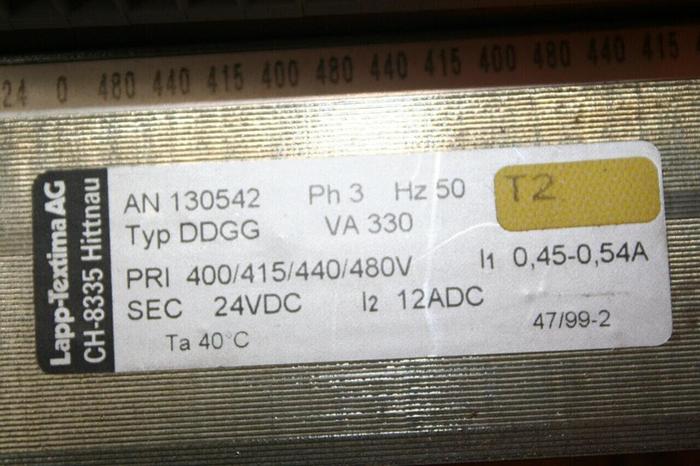 24 0 480 440 415 400 480 440 415 400 480 440 415
Lapp-Textima AG
CH-8335 Hittnau
AN 130542 Ph 3 Hz 50 T2
Typ DDGG VA 330
PRI 400/415/440/480V I1 0,45-0,54A
SEC 24VDC I2 12ADC
Ta 40°C 47/99-2